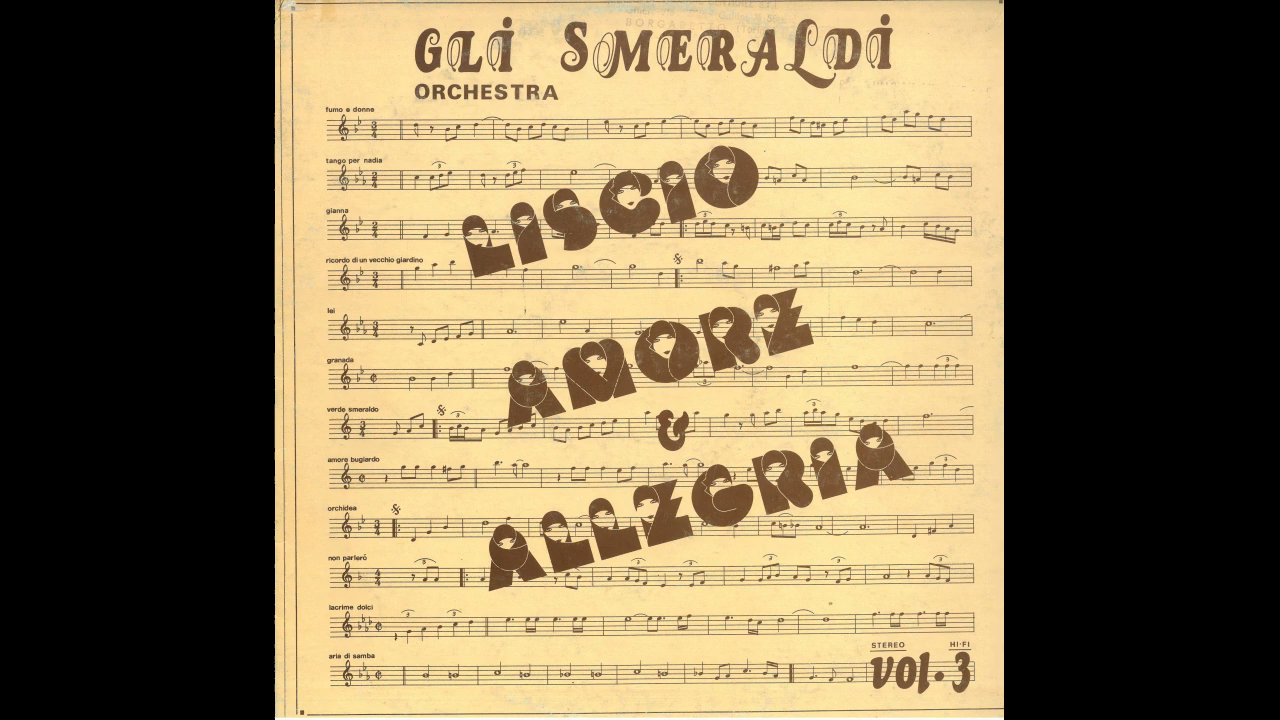 GLI SMERALDI
ORCHESTRA
fumo e donne
tango per nadia
gianna
ricordo di un vecchio giardino
lei
granada
verde smeraldo
amore bugiardo
orchidea
non parlerò
lacrime dolci
aria di samba
LISCIO
AMORE
&
ALLEGRIA
STEREO HI-FI
VOL. 3